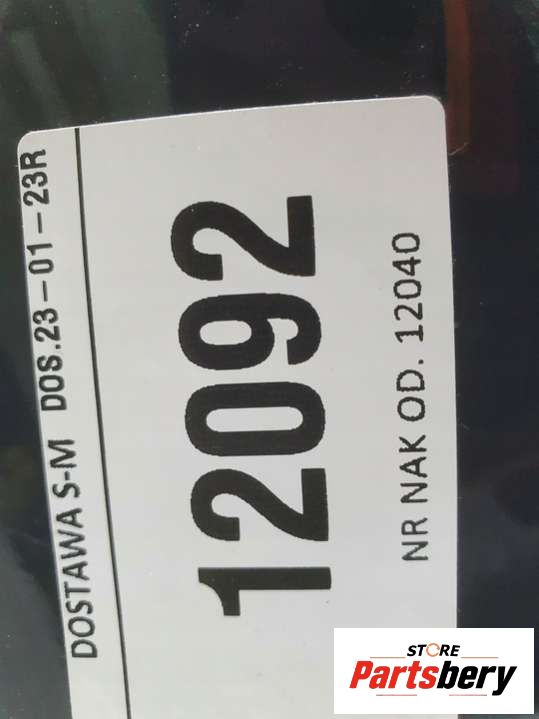 DOSTAWA S-M DOS.23-01-23R
12092
NR NAK OD. 12040
STORE
Partsbery